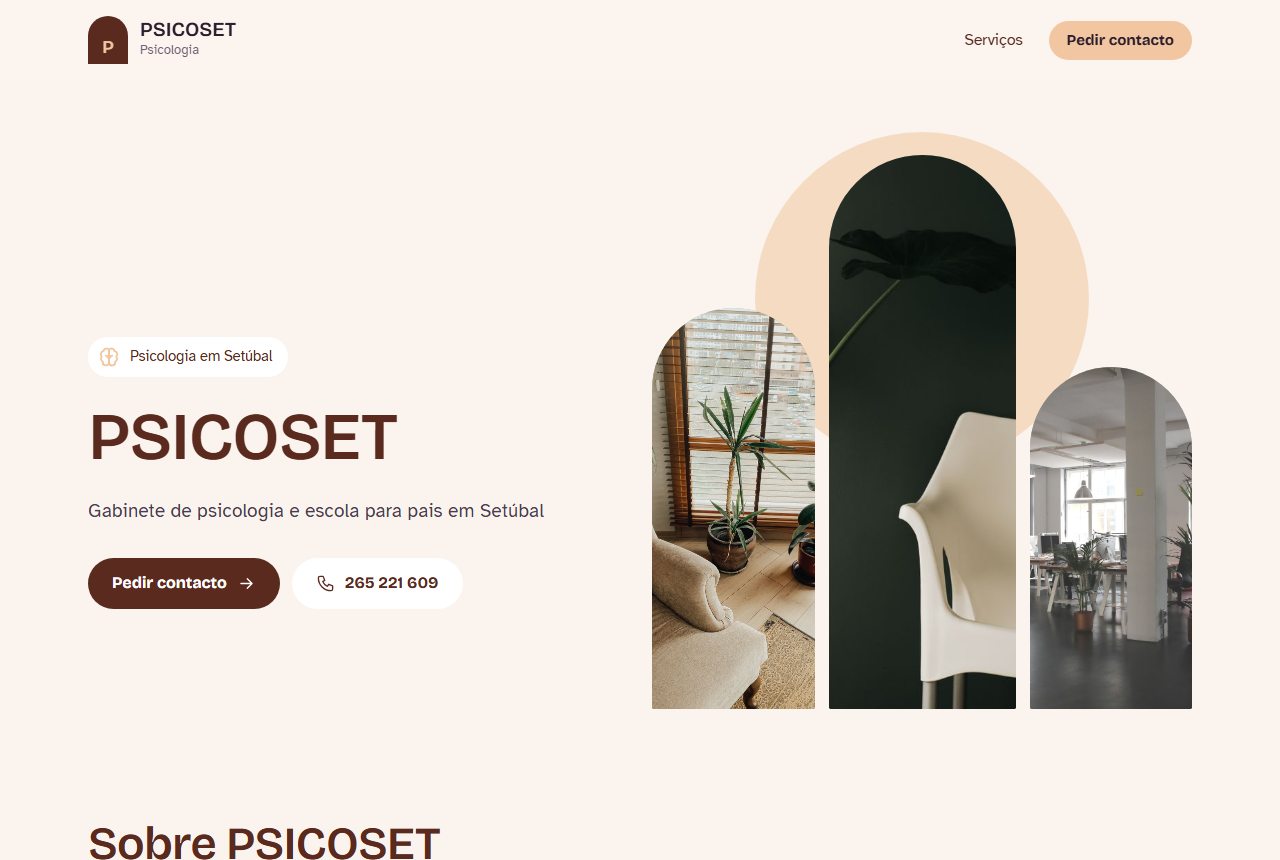 P
PSICOSET
Psicologia
Serviços
Pedir contacto
Psicologia em Setúbal
PSICOSET
Gabinete de psicologia e escola para pais em Setúbal
Pedir contacto
265 221 609
Sobre PSICOSET